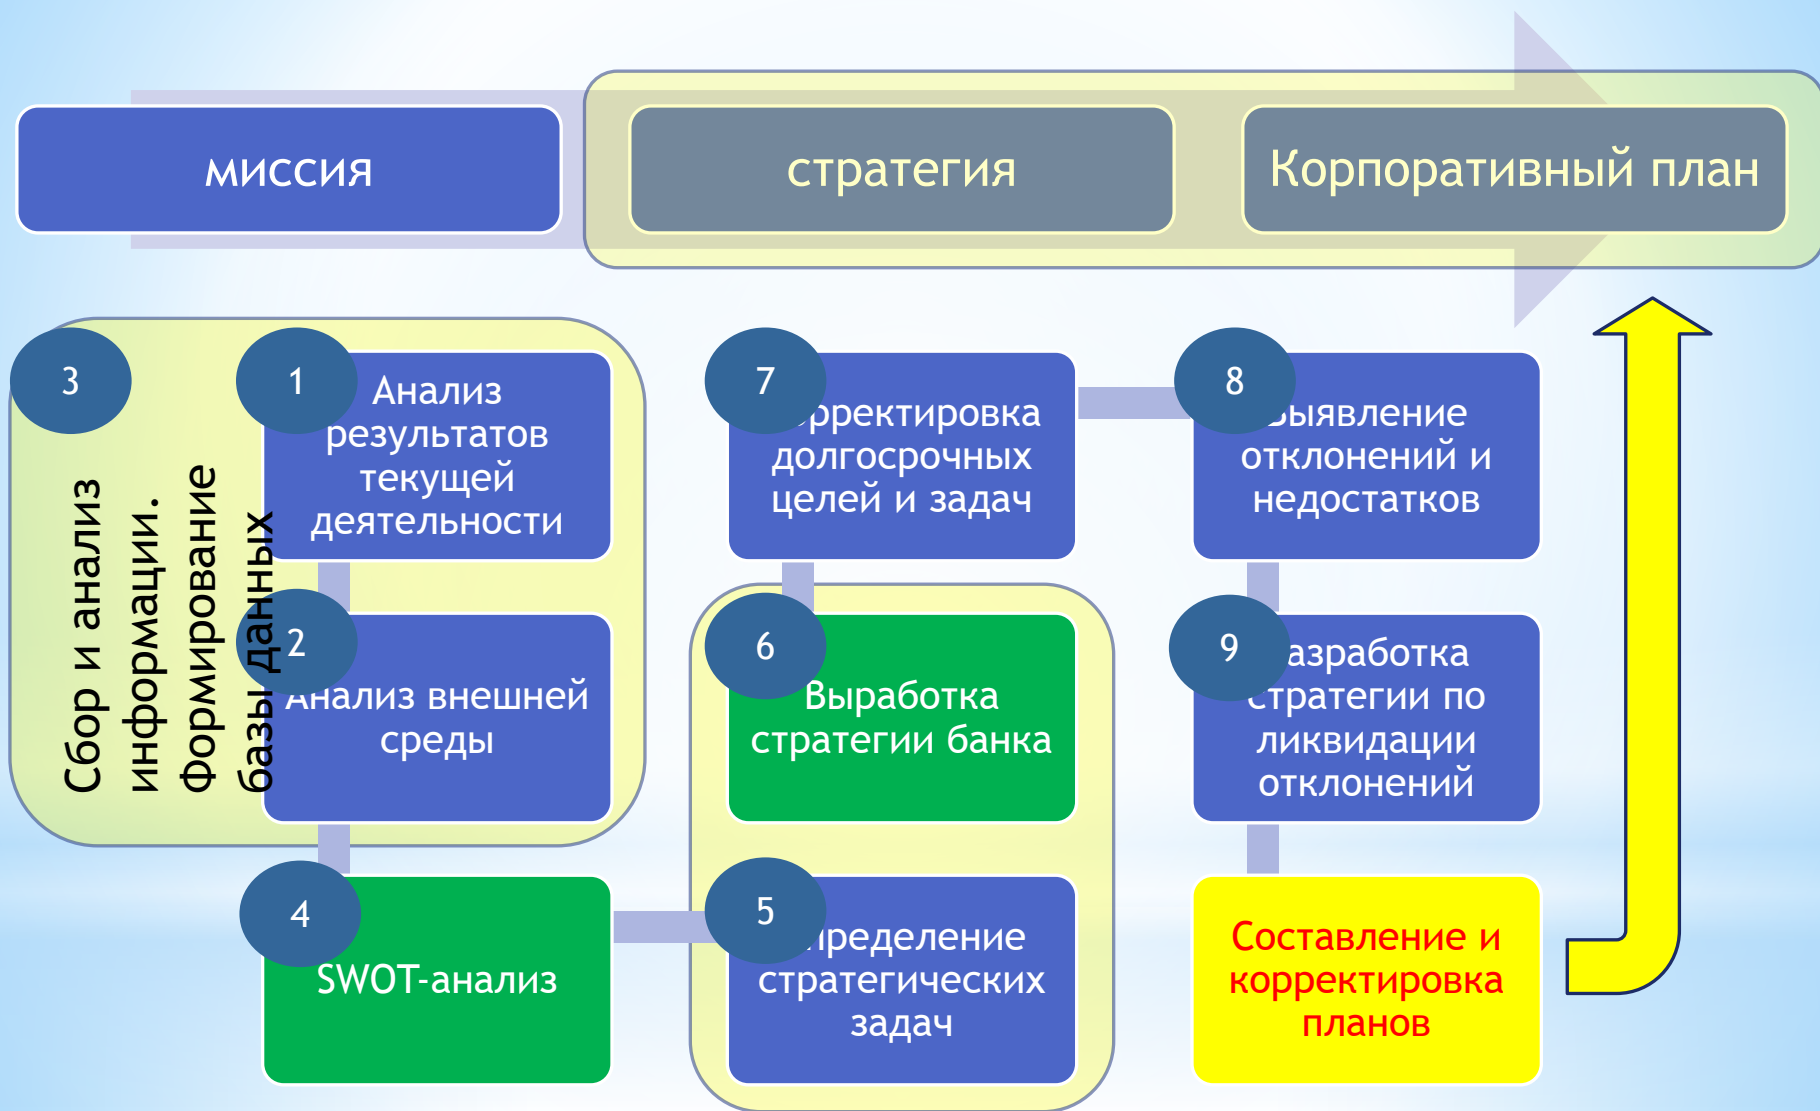 миссия
стратегия
Корпоративный план
3
Сбор и анализ
информации.
Формирование
базы данных
1
Анализ
результатов
текущей
деятельности
2
Анализ внешней
среды
4
SWOT-анализ
5
пределение
стратегических
задач
6
Выработка
стратегии банка
7
рректировка
долгосрочных
целей и задач
8
Выявление
отклонений и
недостатков
9
азработка
стратегии по
ликвидации
отклонений
Составление и
корректировка
планов